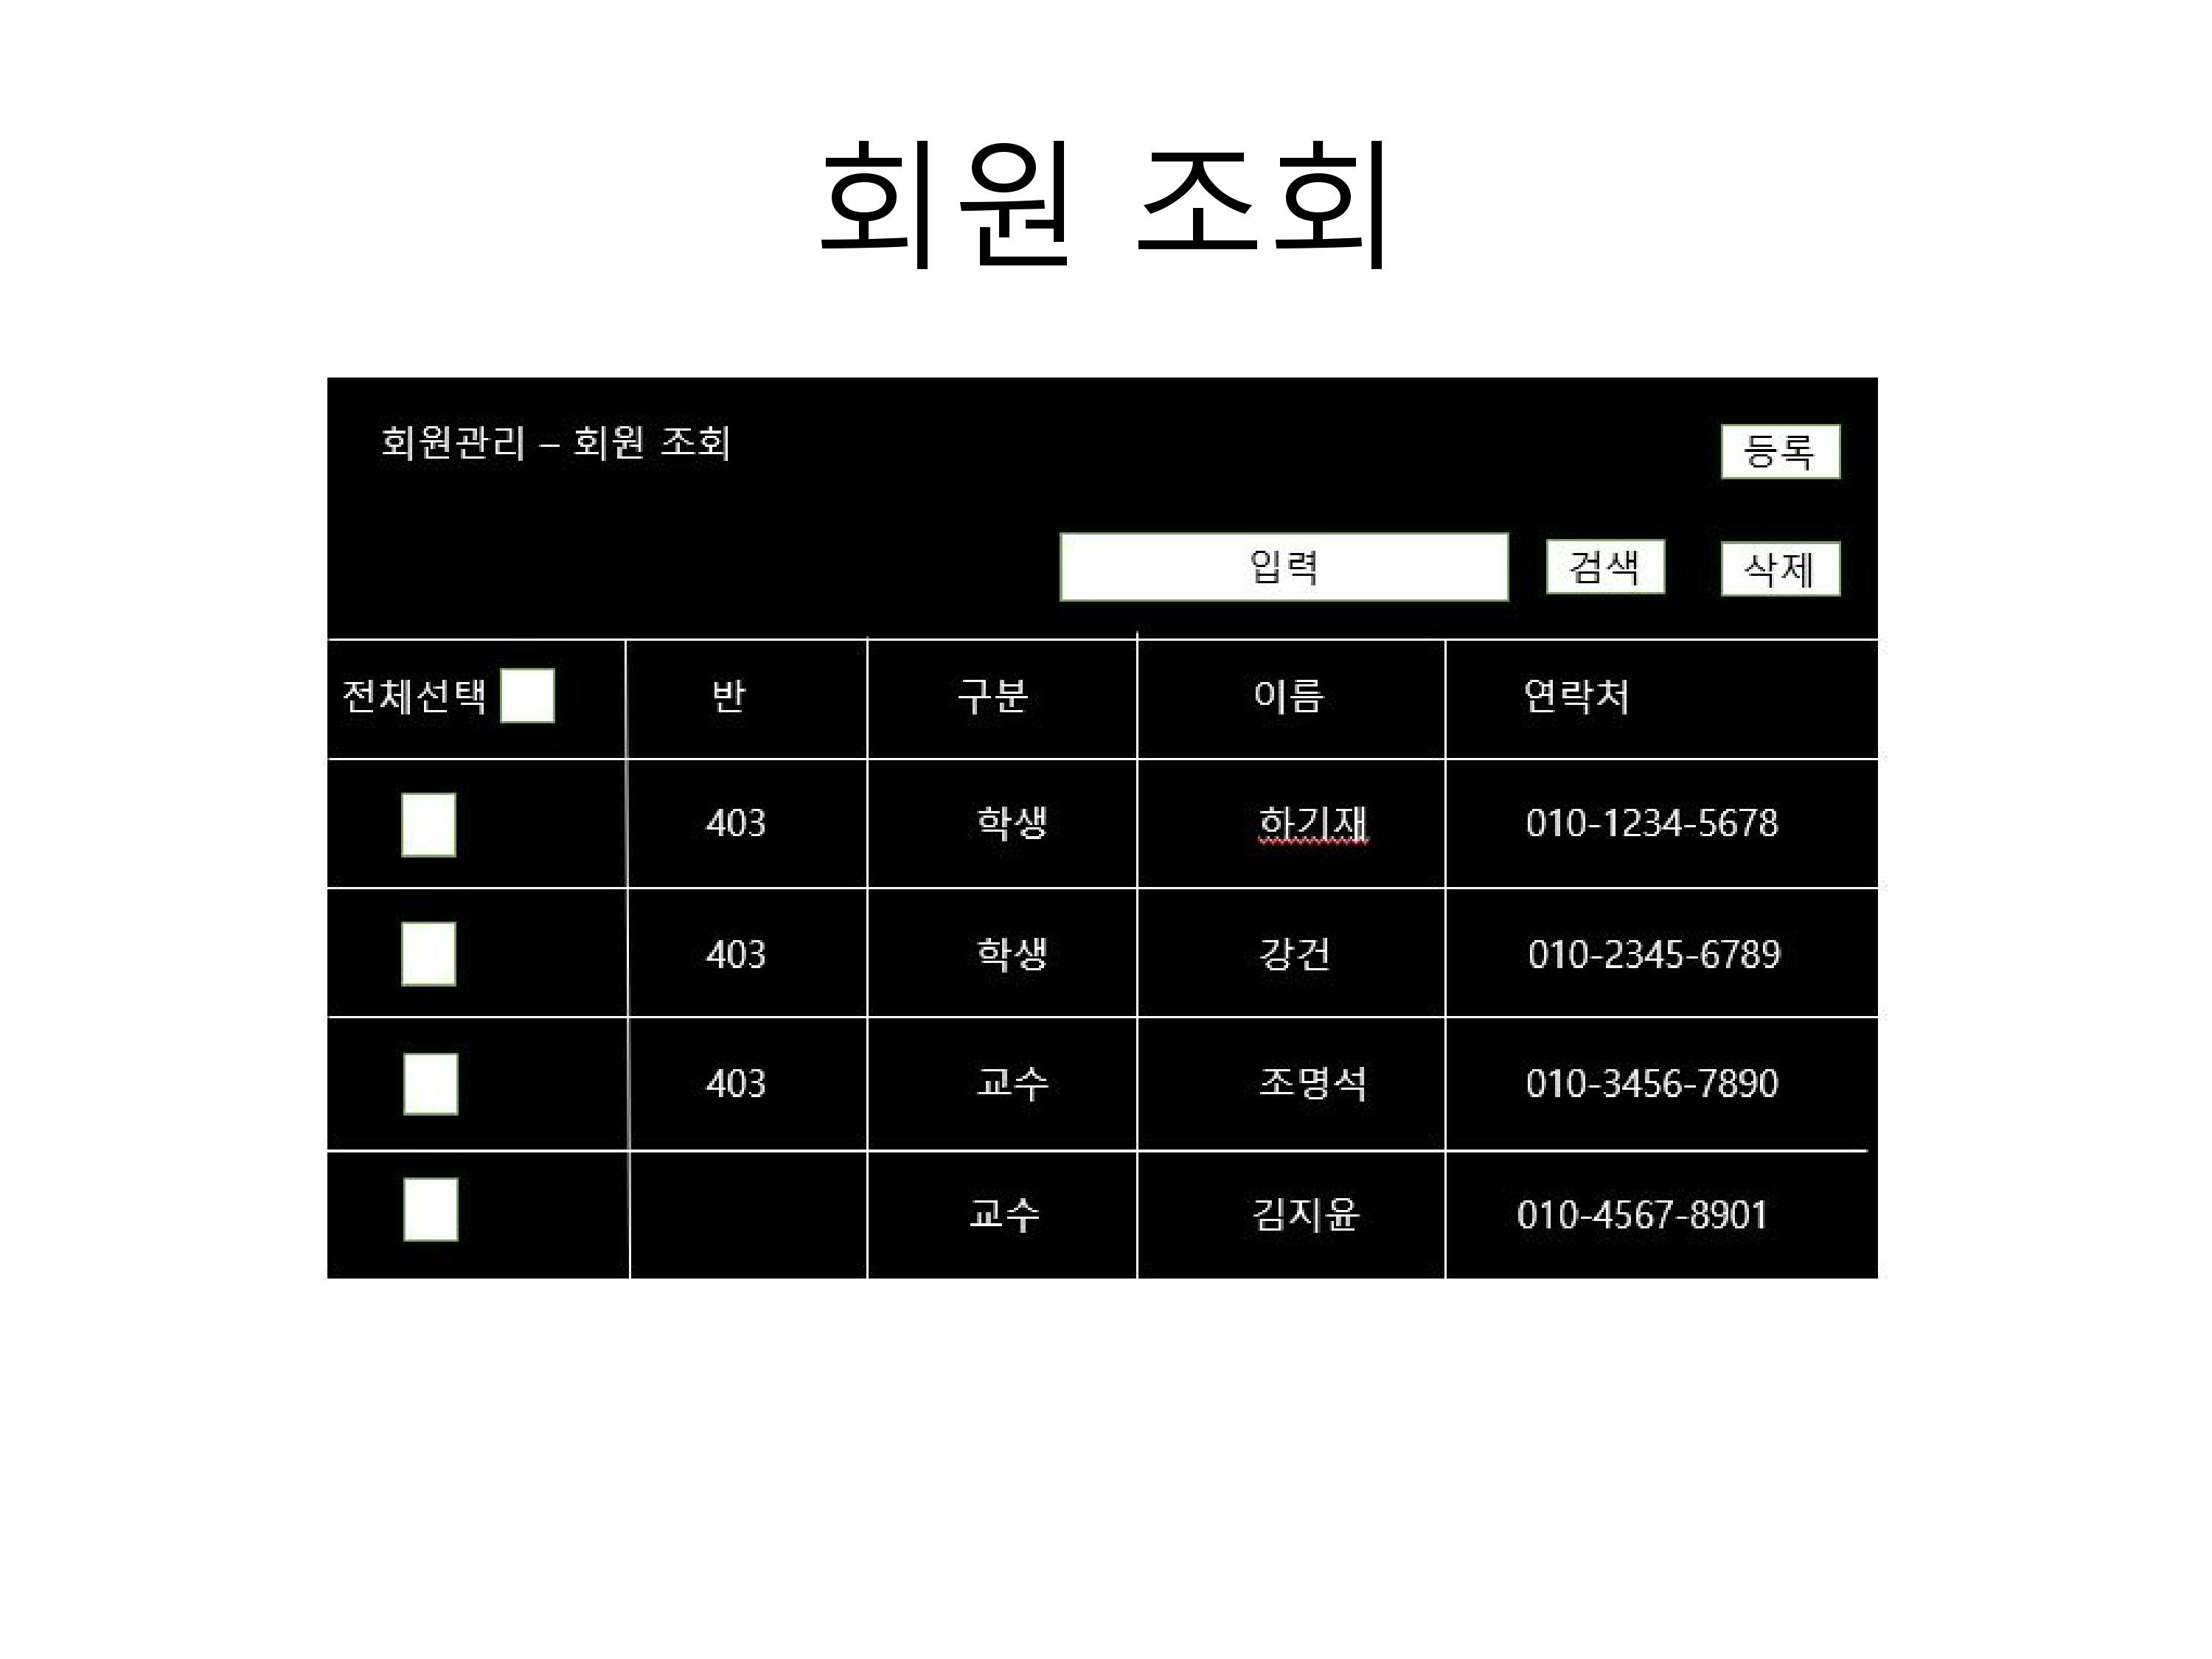 회원 조회
회원관리 – 회원 조회
등록
입력 검색 삭제
전체선택 반 구분 이름 연락처
403 학생 하기재 010-1234-5678
403 학생 강건 010-2345-6789
403 교수 조명석 010-3456-7890
교수 김지윤 010-4567-8901